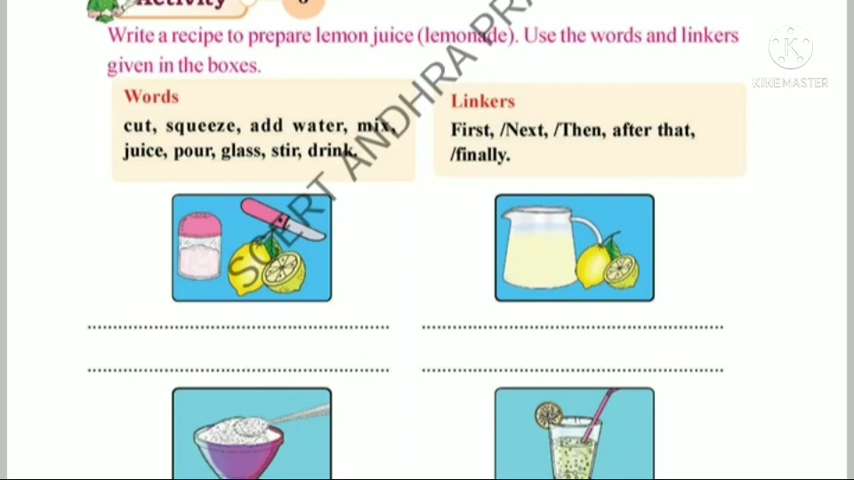 Activity
Write a recipe to prepare lemon juice (lemonade). Use the words and linkers
given in the boxes.
Words
cut, squeeze, add water, mix,
juice, pour, glass, stir, drink.
Linkers
First, /Next, /Then, after that,
/finally.
SCERT ANDHRA PRA
KINEMASTER